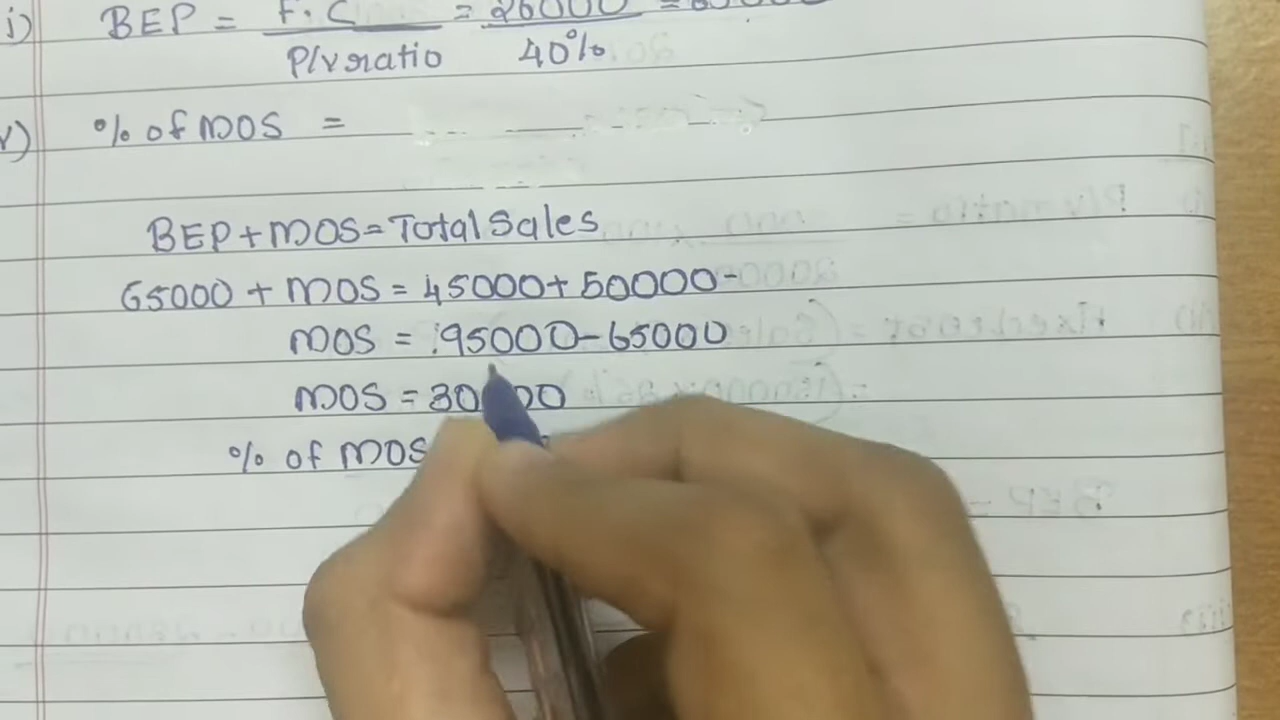 i) BEP = F.C = 26000 =
P/v ratio 40%
v) % of MOS =
BEP + MOS = Total Sales
65000 + MOS = 45000 + 50000-
MOS = 95000 - 65000
MOS = 30000
% of MOS